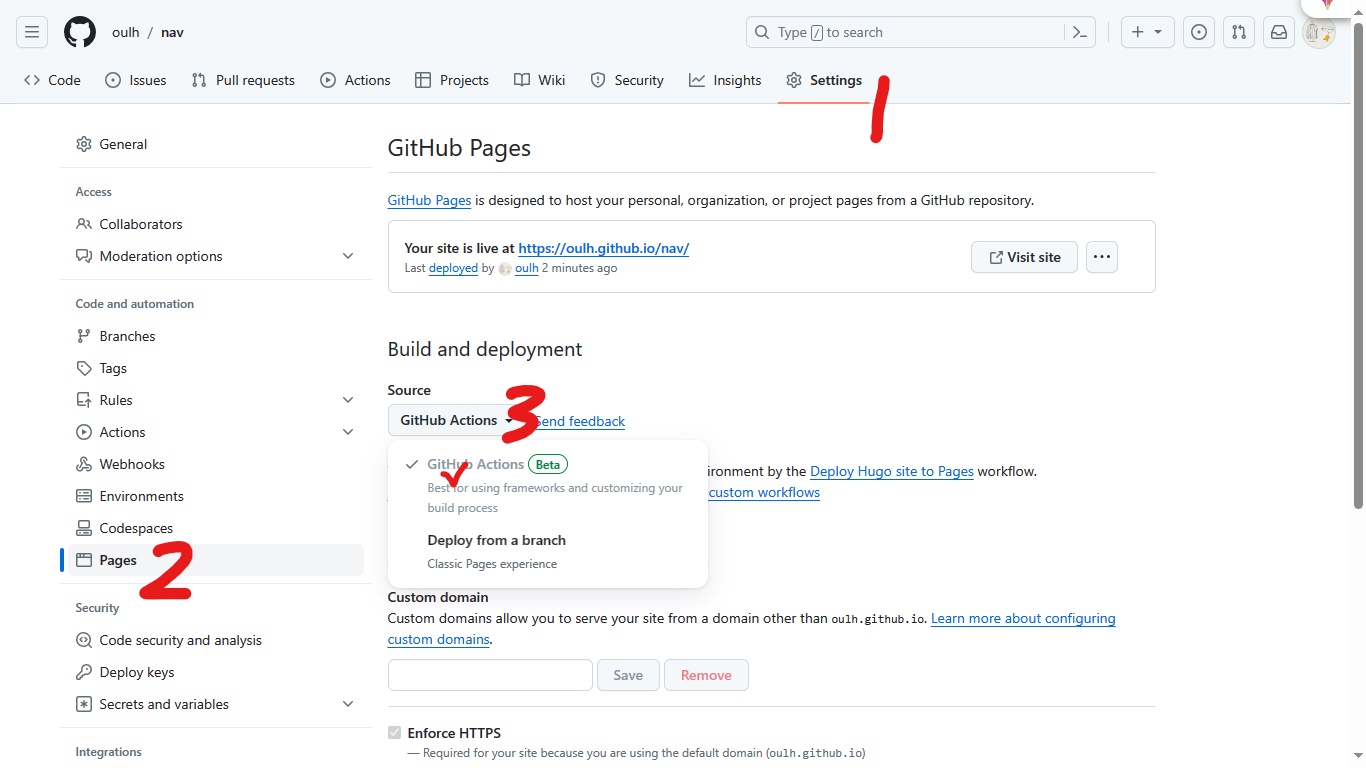 oulh / nav
Type / to search
Code Issues Pull requests Actions Projects Wiki Security Insights Settings 1
General
Access
Collaborators
Moderation options
Code and automation
Branches
Tags
Rules
Actions
Webhooks
Environments
Codespaces
Pages 2
Security
Code security and analysis
Deploy keys
Secrets and variables
Integrations
GitHub Pages
GitHub Pages is designed to host your personal, organization, or project pages from a GitHub repository.
Your site is live at https://oulh.github.io/nav/
Last deployed by oulh 2 minutes ago
Visit site
Build and deployment
Source
GitHub Actions 3 Send feedback
GitHub Actions Beta
Best for using frameworks and customizing your
build process
Deploy from a branch
Classic Pages experience
ironment by the Deploy Hugo site to Pages workflow.
custom workflows
Custom domain
Custom domains allow you to serve your site from a domain other than oulh.github.io. Learn more about configuring
custom domains.
Save Remove
Enforce HTTPS
— Required for your site because you are using the default domain (oulh.github.io)